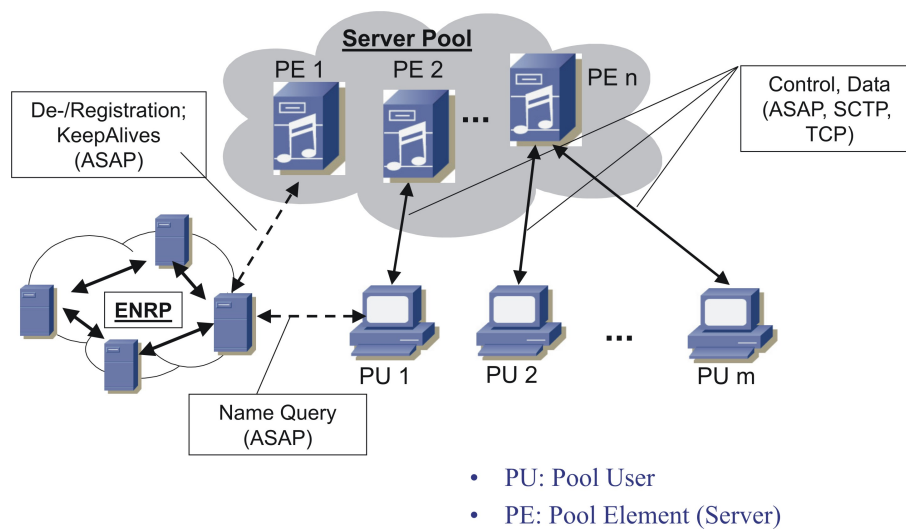 Server Pool
PE 1
PE 2
PE n
...
De-/Registration;
KeepAlives
(ASAP)
Control, Data
(ASAP, SCTP,
TCP)
ENRP
PU 1
PU 2
...
PU m
Name Query
(ASAP)
• PU: Pool User
• PE: Pool Element (Server)